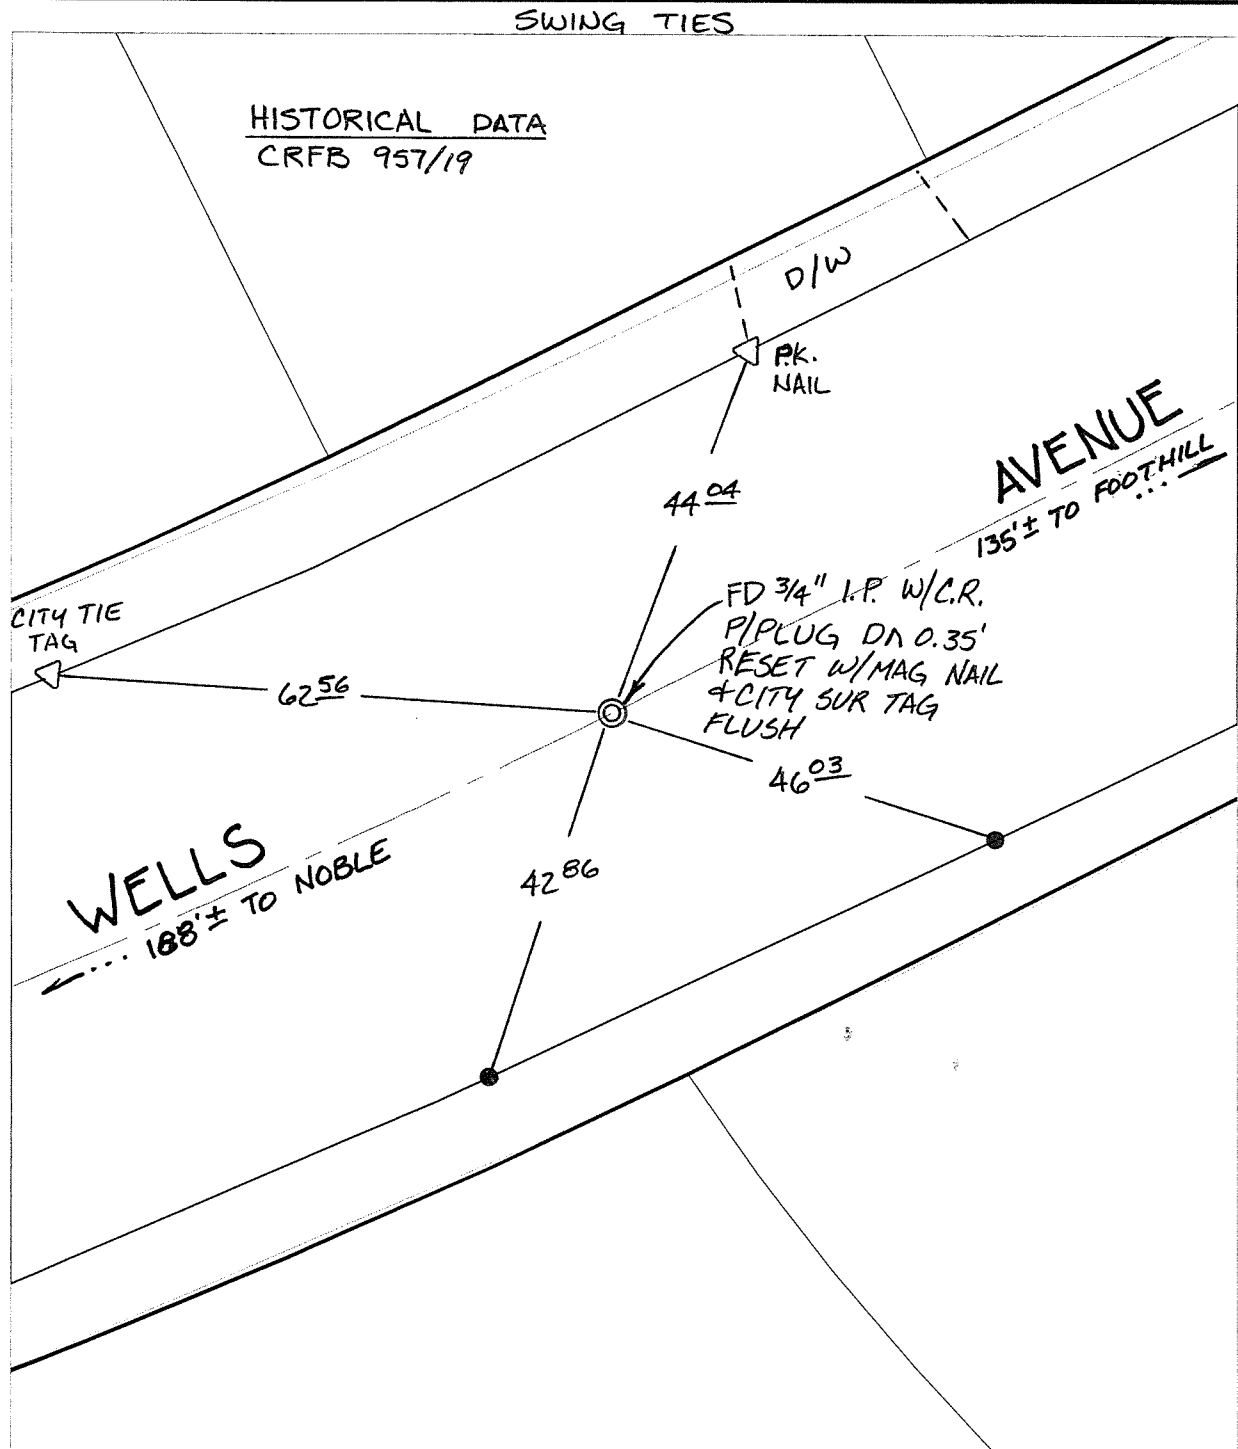 SWING TIES
HISTORICAL DATA
CRFB 957/19
D/W
P.K.
NAIL
AVENUE
135'± TO FOOTHILL
44 04
FD 3/4" I.P. W/C.R.
P/PLUG DN 0.35'
RESET W/MAG NAIL
& CITY SUR TAG
FLUSH
CITY TIE
TAG
62 56
46 03
WELLS
188'± TO NOBLE
42 86